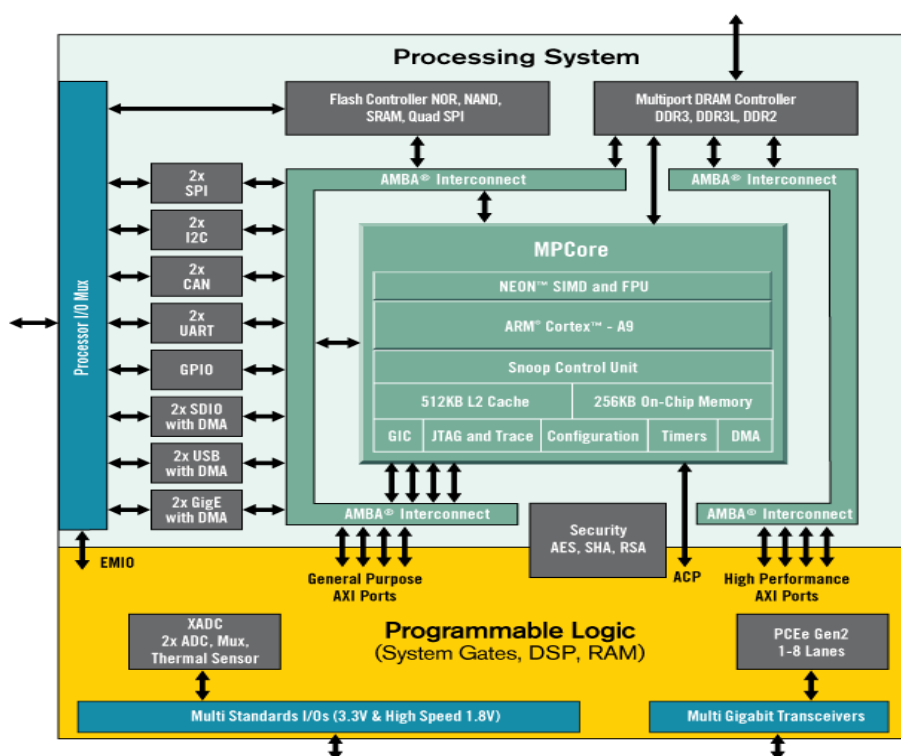 Processing System
Flash Controller NOR, NAND,
SRAM, Quad SPI
Multiport DRAM Controller
DDR3, DDR3L, DDR2
Processor I/O Mux
2x
SPI
2x
I2C
2x
CAN
2x
UART
GPIO
2x SDIO
with DMA
2x USB
with DMA
2x GigE
with DMA
AMBA® Interconnect
AMBA® Interconnect
MPCore
NEON™ SIMD and FPU
ARM® Cortex™ - A9
Snoop Control Unit
512KB L2 Cache
256KB On-Chip Memory
GIC
JTAG and Trace
Configuration
Timers
DMA
AMBA® Interconnect
AMBA® Interconnect
Security
AES, SHA, RSA
EMIO
General Purpose
AXI Ports
ACP
High Performance
AXI Ports
XADC
2x ADC, Mux,
Thermal Sensor
Programmable Logic
(System Gates, DSP, RAM)
PCEe Gen2
1-8 Lanes
Multi Standards I/Os (3.3V & High Speed 1.8V)
Multi Gigabit Transceivers